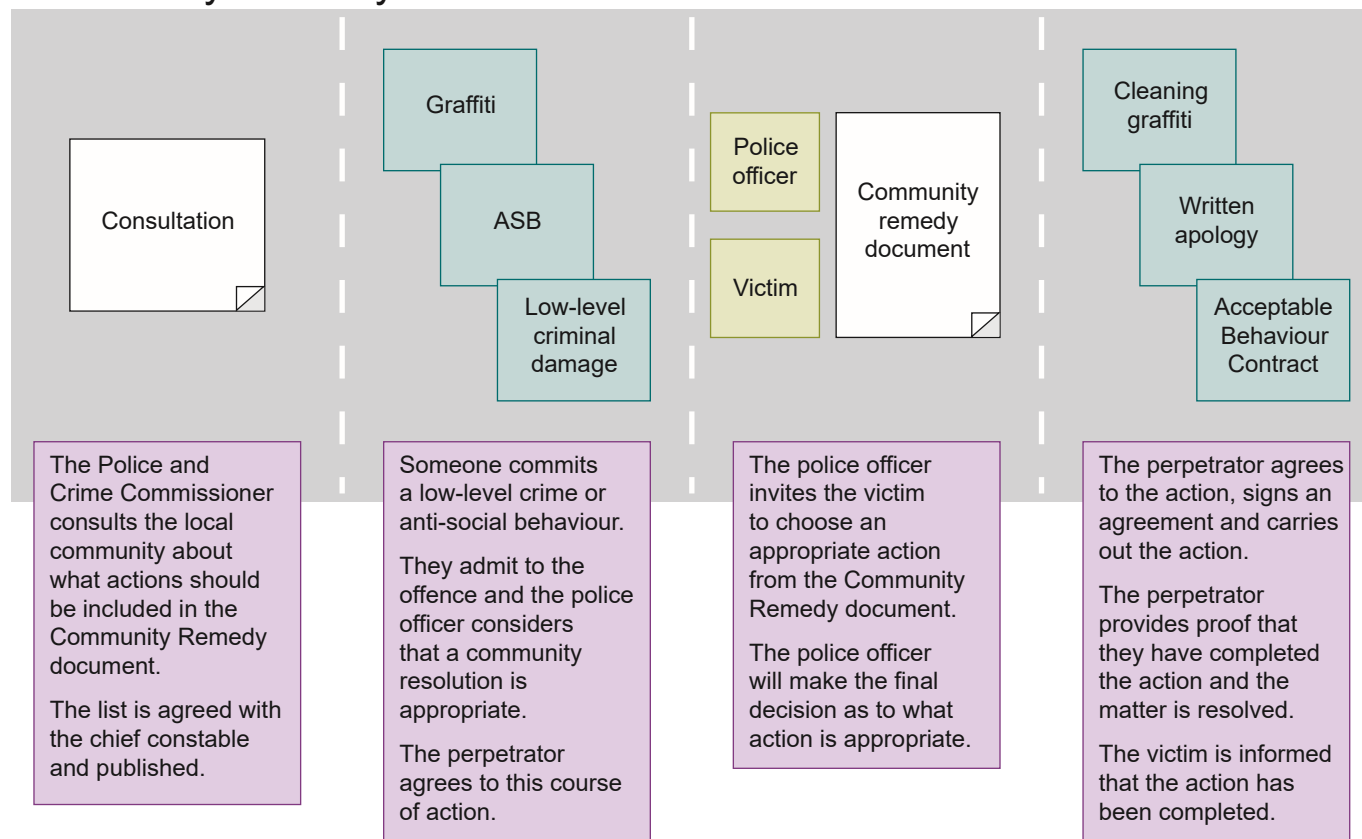 Consultation
Graffiti
ASB
Low-level
criminal
damage
Police
officer
Victim
Community
remedy
document
Cleaning
graffiti
Written
apology
Acceptable
Behaviour
Contract
The Police and
Crime Commissioner
consults the local
community about
what actions should
be included in the
Community Remedy
document.
The list is agreed with
the chief constable
and published.
Someone commits
a low-level crime or
anti-social behaviour.
They admit to the
offence and the police
officer considers
that a community
resolution is
appropriate.
The perpetrator
agrees to this course
of action.
The police officer
invites the victim
to choose an
appropriate action
from the Community
Remedy document.
The police officer
will make the final
decision as to what
action is appropriate.
The perpetrator agrees
to the action, signs an
agreement and carries
out the action.
The perpetrator
provides proof that
they have completed
the action and the
matter is resolved.
The victim is informed
that the action has
been completed.